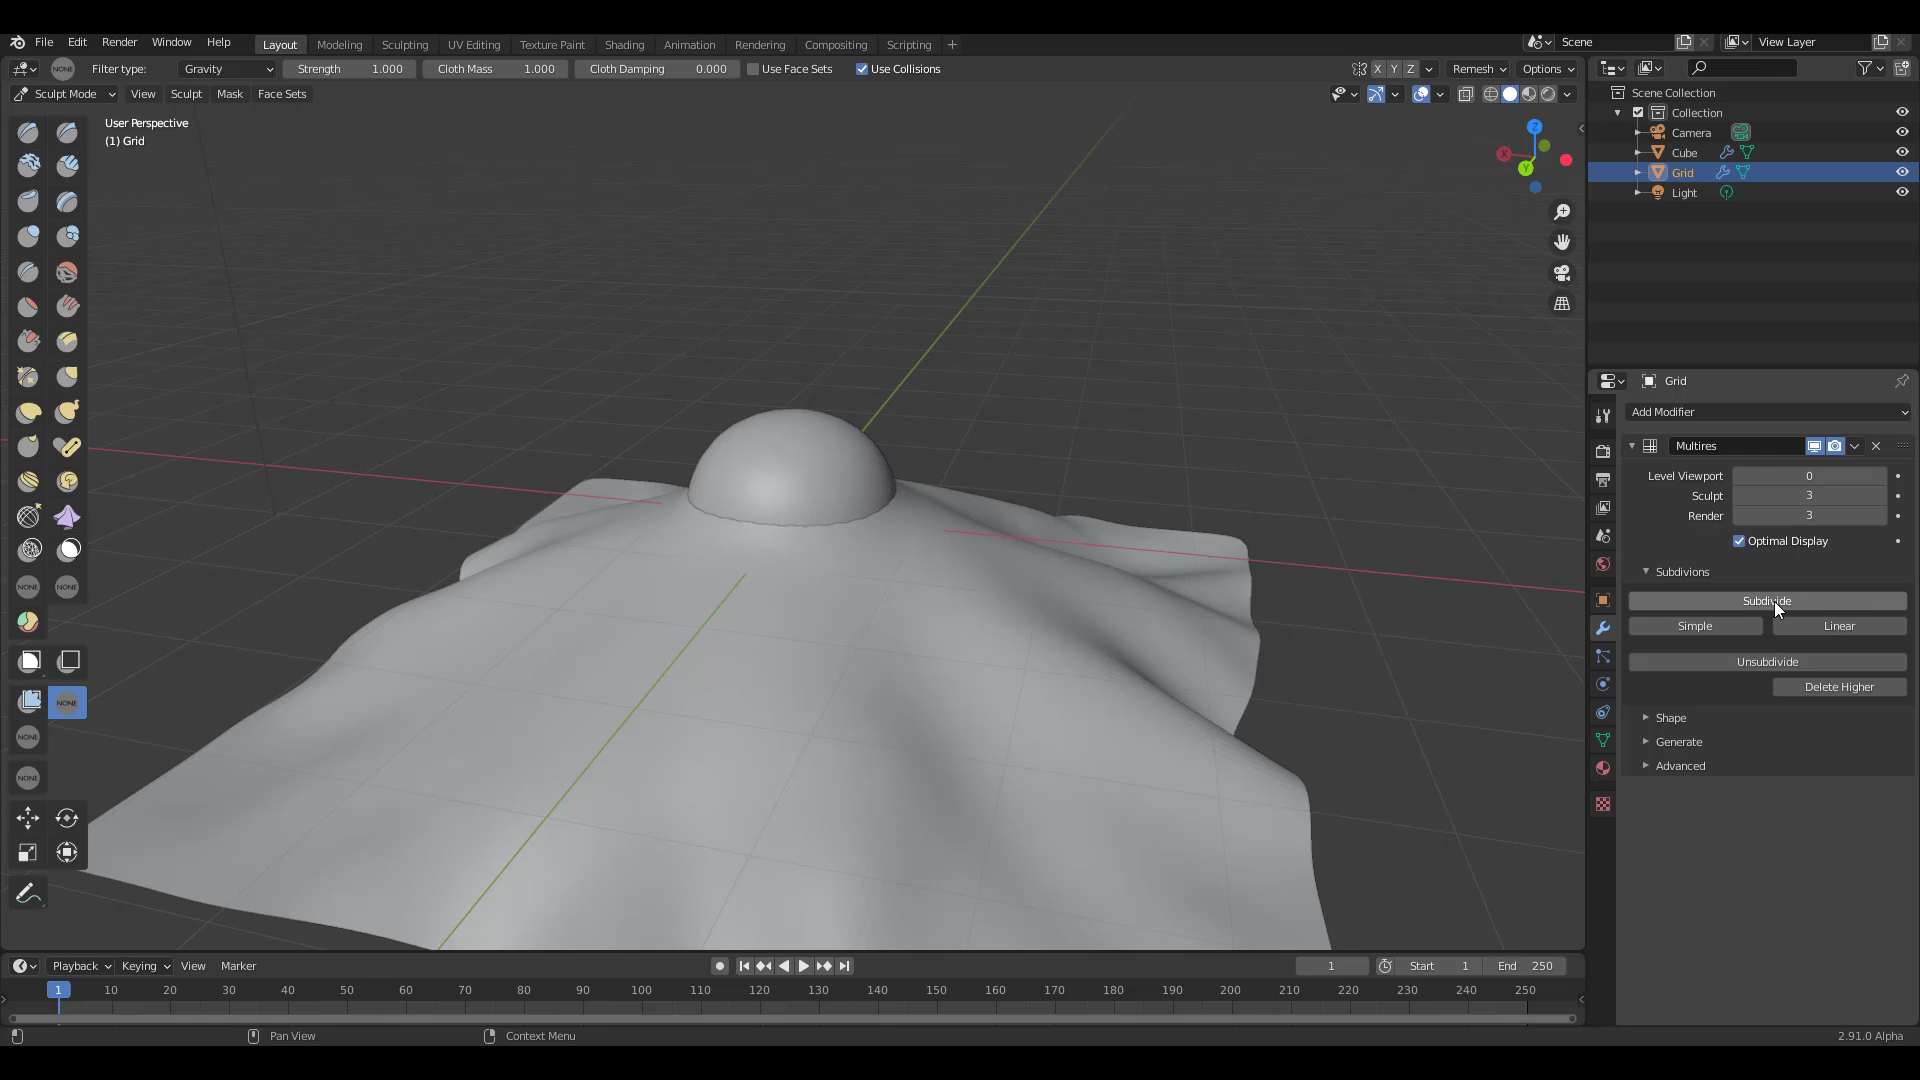 File Edit Render Window Help Layout Modeling Sculpting UV Editing Texture Paint Shading Animation Rendering Compositing Scripting + Scene View Layer
NONE Filter type: Gravity Strength 1.000 Cloth Mass 1.000 Cloth Damping 0.000 Use Face Sets Use Collisions X Y Z Remesh Options
Sculpt Mode View Sculpt Mask Face Sets
User Perspective
(1) Grid
Z
X
Y
NONE NONE
NONE
NONE
NONE
Scene Collection
Collection
Camera
Cube
Grid
Light
Grid
Add Modifier
Multires
Level Viewport 0
Sculpt 3
Render 3
Optimal Display
Subdivions
Subdivide
Simple Linear
Unsubdivide
Delete Higher
Shape
Generate
Advanced
Playback Keying View Marker 1 Start 1 End 250
1 10 20 30 40 50 60 70 80 90 100 110 120 130 140 150 160 170 180 190 200 210 220 230 240 250
Pan View Context Menu 2.91.0 Alpha